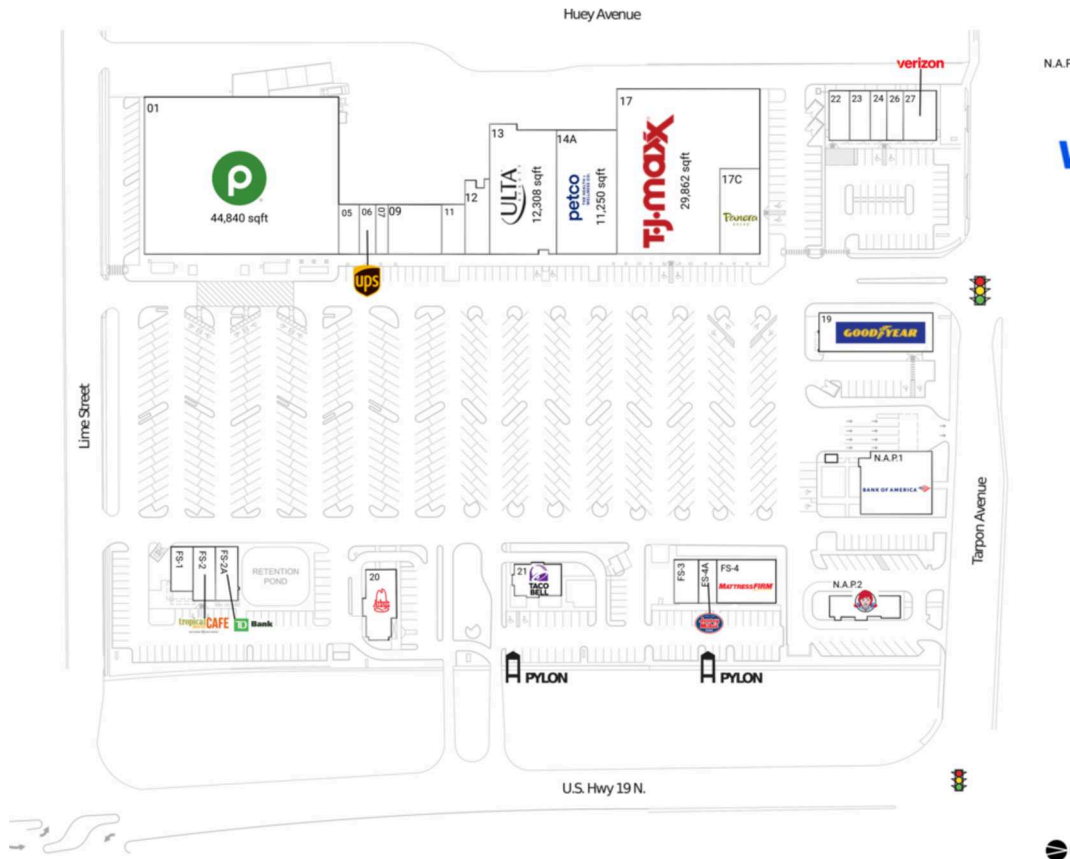 Huey Avenue
verizon
N.A.P
01
22
23
24
26
27
44,840 sqft
05
06
07
09
11
12
13
ULTA
BEAUTY
12,308 sqft
14A
petco
11,250 sqft
17
T.J.maxx
29,862 sqft
17C
Panera
BREAD
ups
Lime Street
19
GOODYEAR
N.A.P.1
BANK OF AMERICA
Tarpon Avenue
FS-1
FS-2
FS-2A
RETENTION
POND
tropical CAFE
TD Bank
20
21
TACO
BELL
FS-3
FS-4A
FS-4
MATTRESS FIRM
N.A.P.2
PYLON
PYLON
U.S. Hwy 19 N.